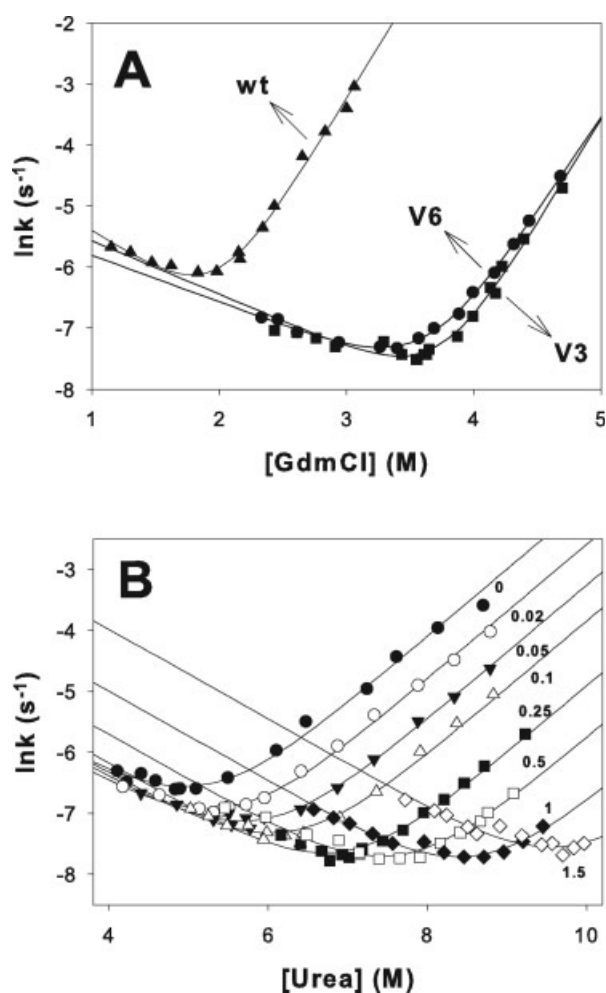 A
-2
-3
-4
-5
-6
-7
-8
lnk (s⁻¹)
wt
V6
V3
1 2 3 4 5
[GdmCl] (M)
B
-3
-4
-5
-6
-7
-8
lnk (s⁻¹)
0
0.02
0.05
0.1
0.25
0.5
1
1.5
4 6 8 10
[Urea] (M)